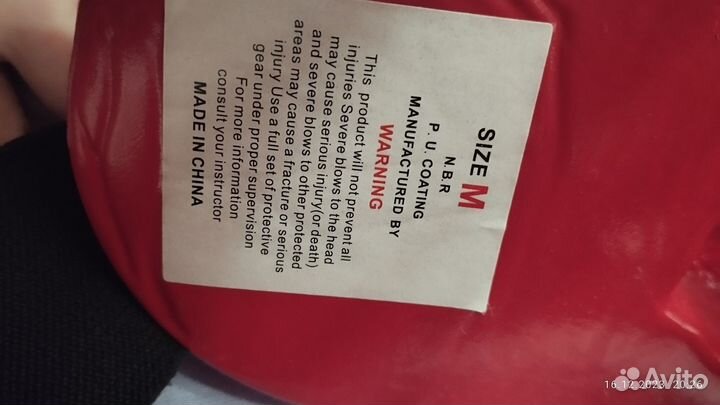 SIZE M
N.B.R
P. U. COATING
MANUFACTURED BY
WARNING
This product will not prevent all
injuries Severe blows to the head
may cause serious injury(or death)
and severe blows to other protected
areas may cause a fracture or serious
injury Use a full set of protective
gear under proper supervision
For more information
consult your instructor
MADE IN CHINA
Avito
16.12.2023 20:26